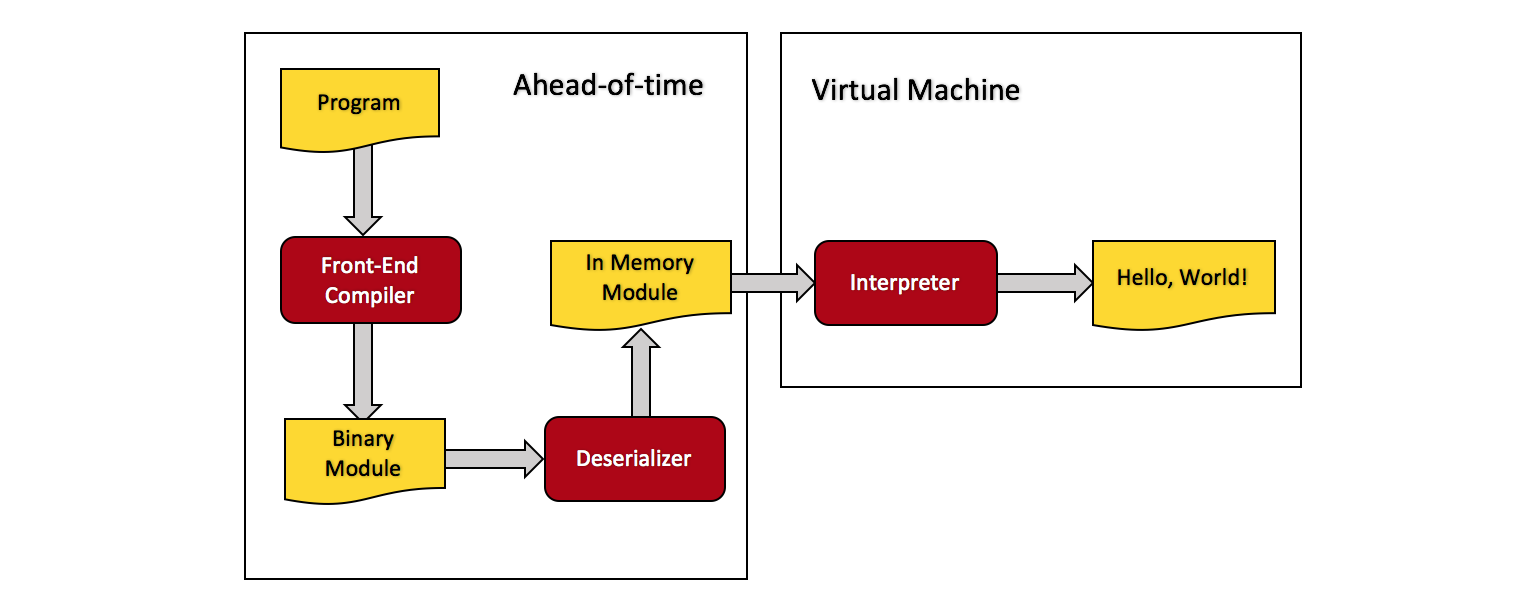 Ahead-of-time
Virtual Machine
Program
Front-End
Compiler
Binary
Module
Deserializer
In Memory
Module
Interpreter
Hello, World!